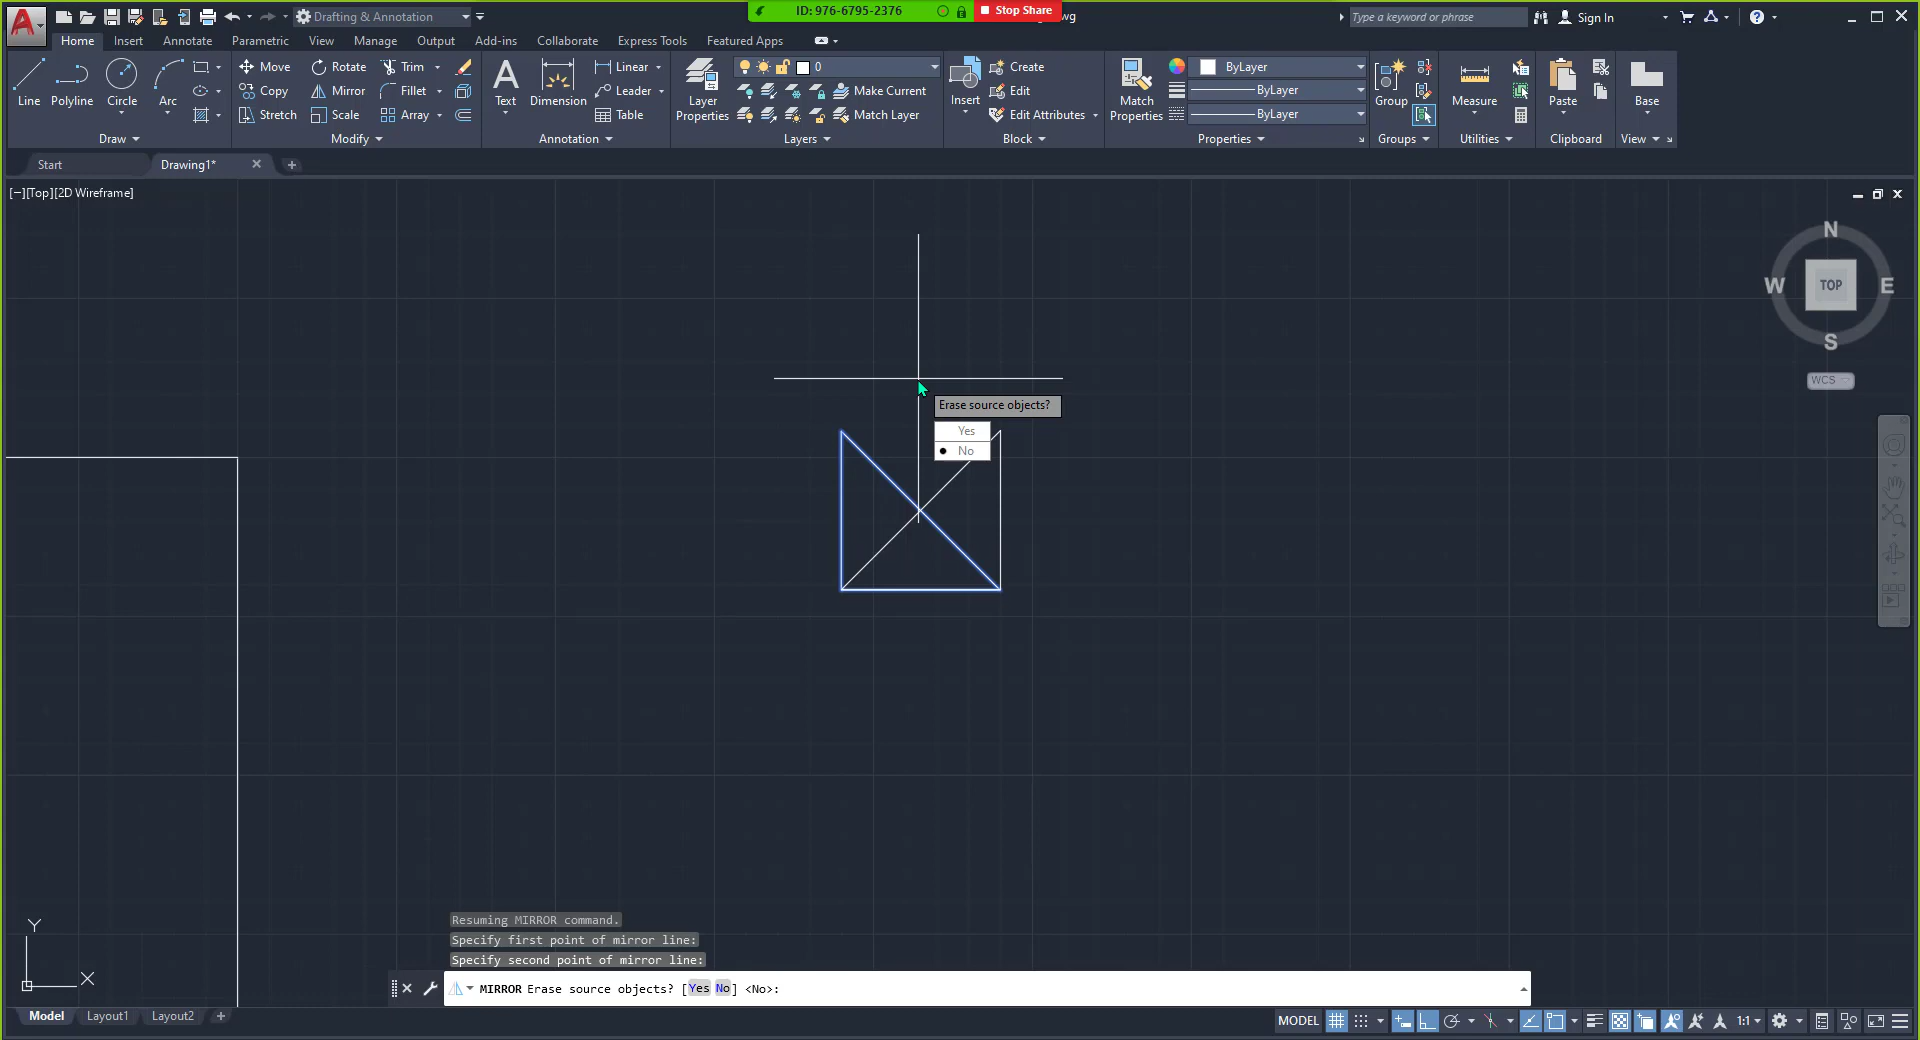 Drafting & Annotation
ID: 976-6795-2376
Stop Share
wg
Type a keyword or phrase
Sign In
Home Insert Annotate Parametric View Manage Output Add-ins Collaborate Express Tools Featured Apps
Line
Polyline
Circle
Arc
Draw
Move
Rotate
Trim
Copy
Mirror
Fillet
Stretch
Scale
Array
Modify
Text
Dimension
Linear
Leader
Table
Annotation
Layer
Properties
0
Make Current
Match Layer
Layers
Insert
Create
Edit
Edit Attributes
Block
Match
Properties
ByLayer
ByLayer
ByLayer
Properties
Group
Groups
Measure
Utilities
Paste
Clipboard
Base
View
Start
Drawing1*
[−][Top][2D Wireframe]
N
W
TOP
E
S
WCS
Erase source objects?
Yes
No
Y
X
Resuming MIRROR command.
Specify first point of mirror line:
Specify second point of mirror line:
MIRROR Erase source objects? [Yes No] <No>:
Model
Layout1
Layout2
MODEL
1:1